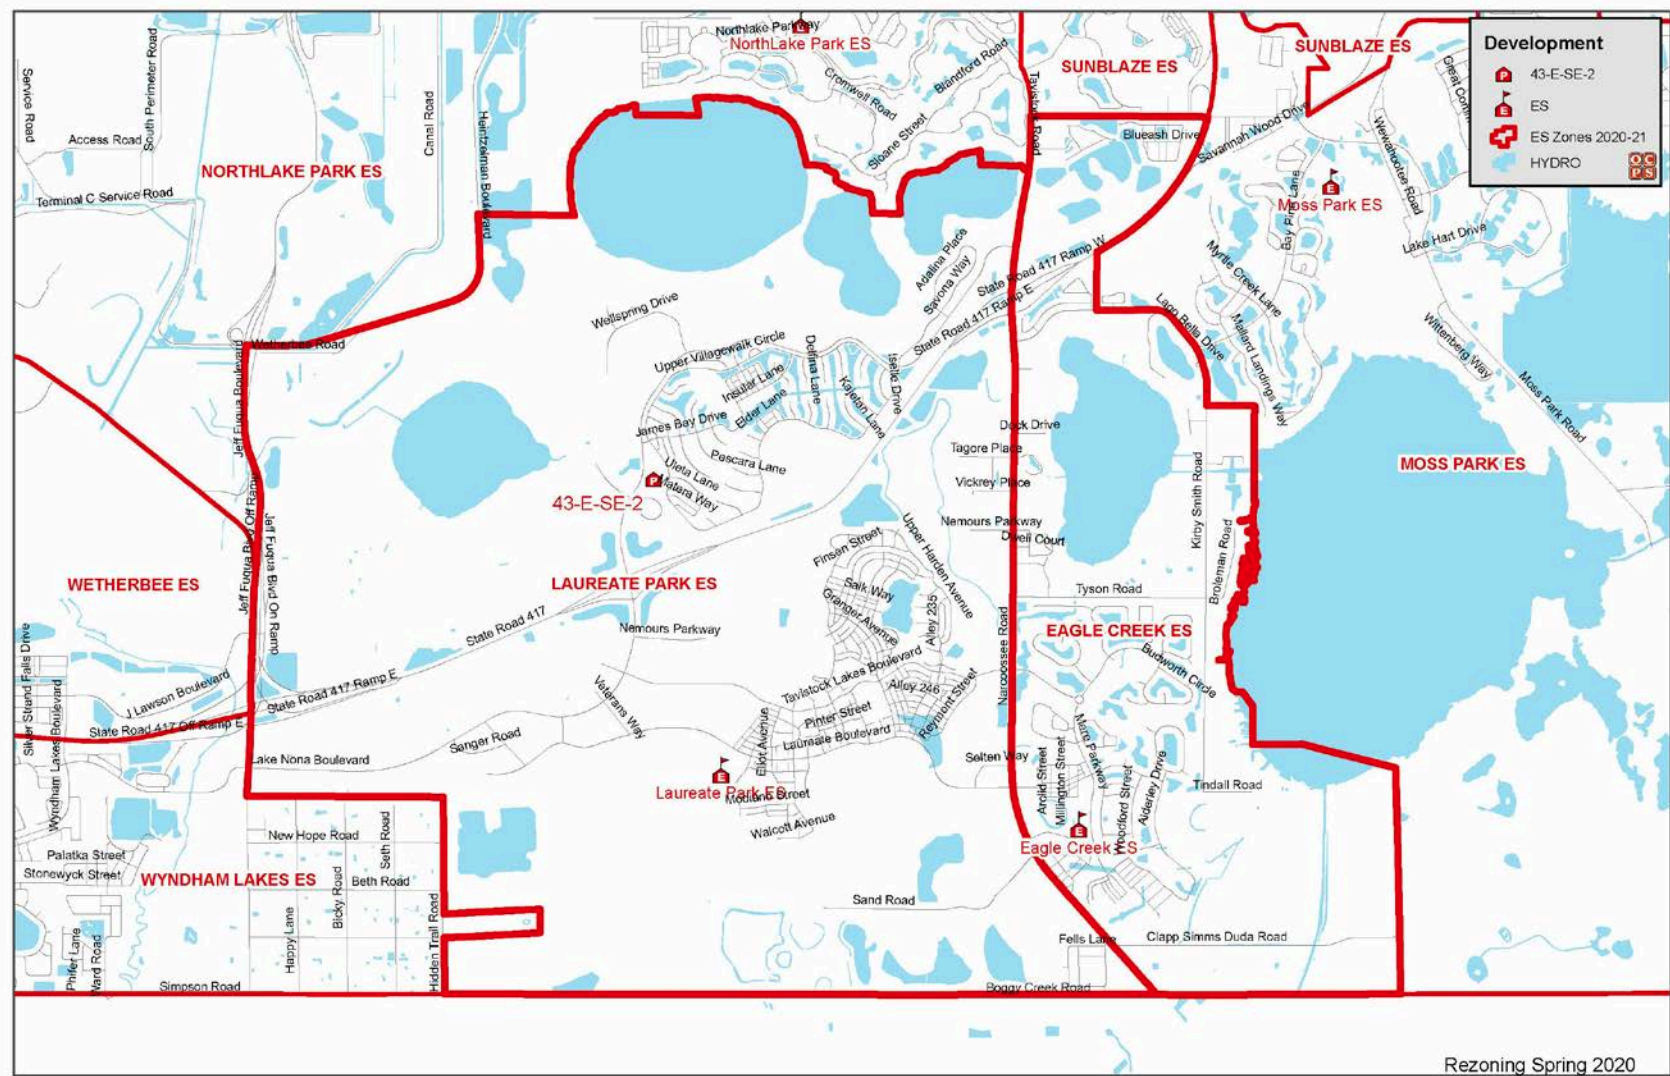 Northlake Parkway
NorthLake Park ES
Cromwell Road
Blandford Road
Sloane Street
Service Road
South Perimeter Road
Access Road
Terminal C Service Road
Canal Road
Heintzelman Boulevard
NORTHLAKE PARK ES
Tavistock Road
SUNBLAZE ES
SUNBLAZE ES
Blueash Drive
Savannah Wood Drive
Development
43-E-SE-2
ES
ES Zones 2020-21
HYDRO
OC
PS
Wewahootee Road
Moss Park ES
Bay Pine Lane
Lake Hart Drive
Myrtle Creek Lane
Mallard Landings Way
Lago Bella Drive
Wittenberg Way
Moss Park Road
MOSS PARK ES
Adalina Place
Savona Way
State Road 417 Ramp W
State Road 417 Ramp E
Wellspring Drive
Upper Villagewalk Circle
Delfina Lane
Iselle Drive
Insular Lane
Elder Lane
Kajetan Lane
James Bay Drive
Pescara Lane
Uleta Lane
Matera Way
43-E-SE-2
Wetherbee Road
Jeff Fuqua Boulevard
Jeff Fuqua Blvd Off Ramp
Jeff Fuqua Blvd On Ramp
WETHERBEE ES
LAUREATE PARK ES
Dock Drive
Tagore Place
Vickrey Place
Nemours Parkway
Dwell Court
Kirby Smith Road
Broleman Road
Tyson Road
EAGLE CREEK ES
Budworth Circle
Finsen Street
Upper Harden Avenue
Salk Way
Granger Avenue
Alley 235
Narcoossee Road
State Road 417
Nemours Parkway
Tavistock Lakes Boulevard
Alley 246
Reymont Street
Pinter Street
Laureate Boulevard
Veterans Way
Sanger Road
Eliot Avenue
Selten Way
Silver Strand Falls Drive
Wyndham Lakes Boulevard
J Lawson Boulevard
State Road 417 Off Ramp E
State Road 417 Ramp E
Lake Nona Boulevard
Laureate Park ES
Modiano Street
Walcott Avenue
Arolid Street
Millington Street
Mere Parkway
Woodford Street
Alderley Drive
Tindall Road
Eagle Creek ES
New Hope Road
Seth Road
Palatka Street
Stonewyck Street
WYNDHAM LAKES ES
Bicky Road
Beth Road
Happy Lane
Hidden Trail Road
Phifer Lane
Ward Road
Simpson Road
Sand Road
Fells Lane
Clapp Simms Duda Road
Boggy Creek Road
Rezoning Spring 2020